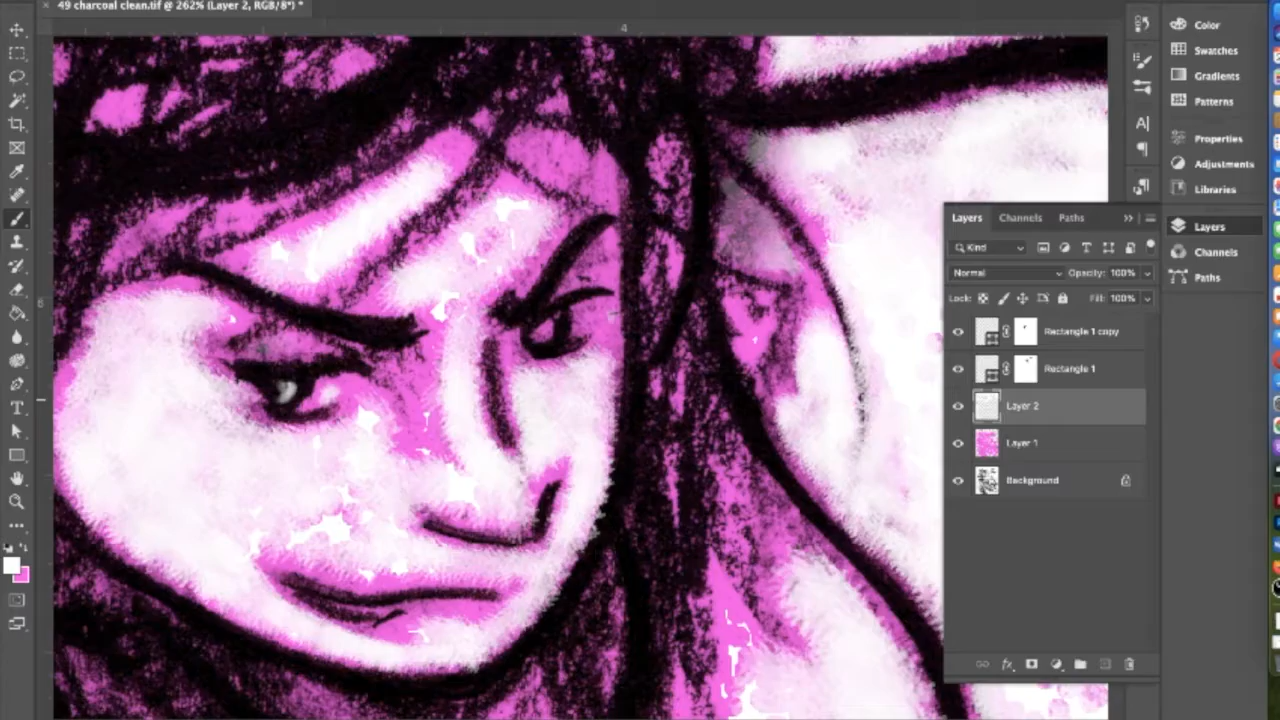 × 49 charcoal clean.tif @ 262% (Layer 2, RGB/8*) *
4
6
Color
Swatches
Gradients
Patterns
Properties
Adjustments
Libraries
Layers
Channels
Paths
Layers Channels Paths
Kind
Normal Opacity: 100%
Lock: Fill: 100%
Rectangle 1 copy
Rectangle 1
Layer 2
Layer 1
Background